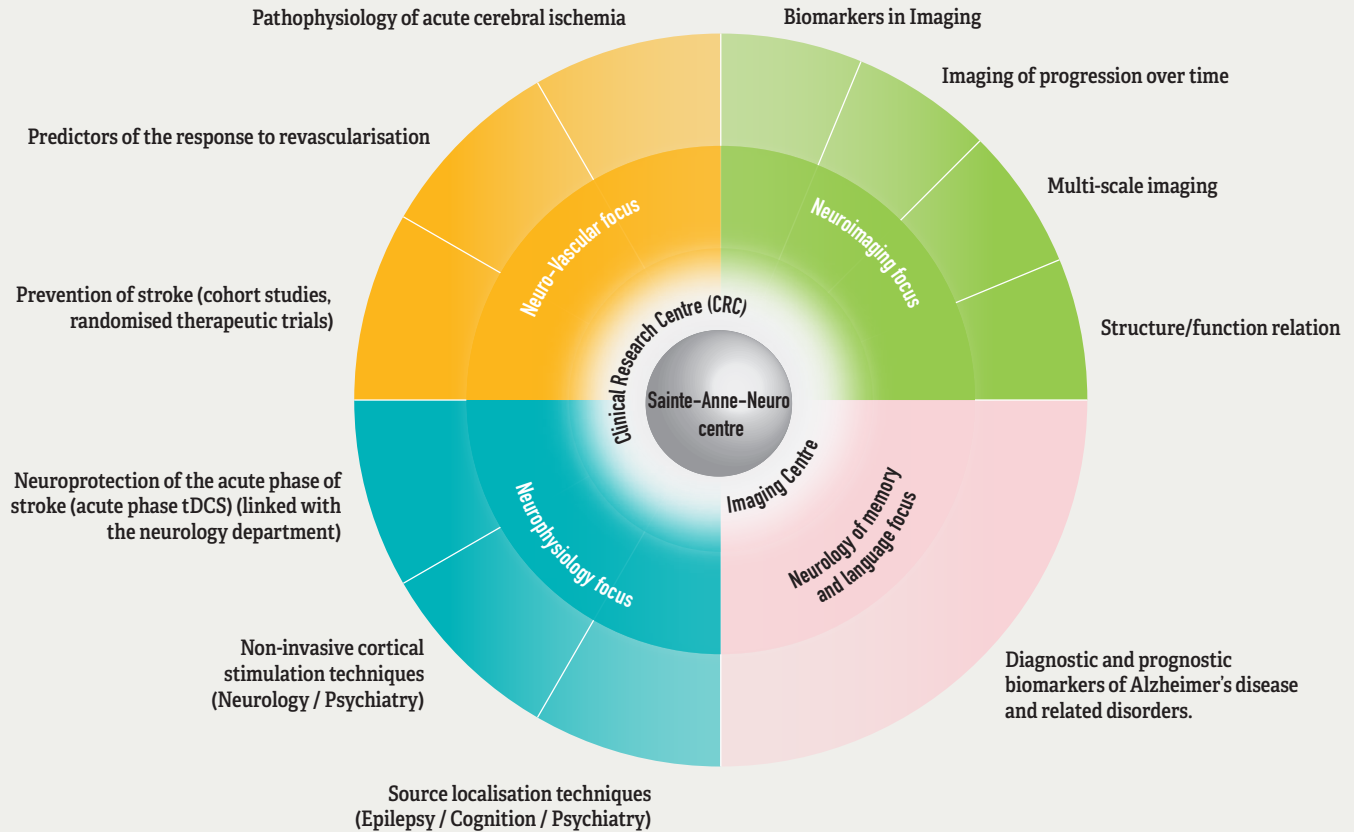 Pathophysiology of acute cerebral ischemia
Biomarkers in Imaging
Imaging of progression over time
Predictors of the response to revascularisation
Multi-scale imaging
Neuro-Vascular focus
Neuroimaging focus
Prevention of stroke (cohort studies,
randomised therapeutic trials)
Structure/function relation
Clinical Research Centre (CRC)
Sainte-Anne-Neuro
centre
Imaging Centre
Neuroprotection of the acute phase of
stroke (acute phase tDCS) (linked with
the neurology department)
Neurophysiology focus
Neurology of memory
and language focus
Non-invasive cortical
stimulation techniques
(Neurology / Psychiatry)
Diagnostic and prognostic
biomarkers of Alzheimer's disease
and related disorders.
Source localisation techniques
(Epilepsy / Cognition / Psychiatry)